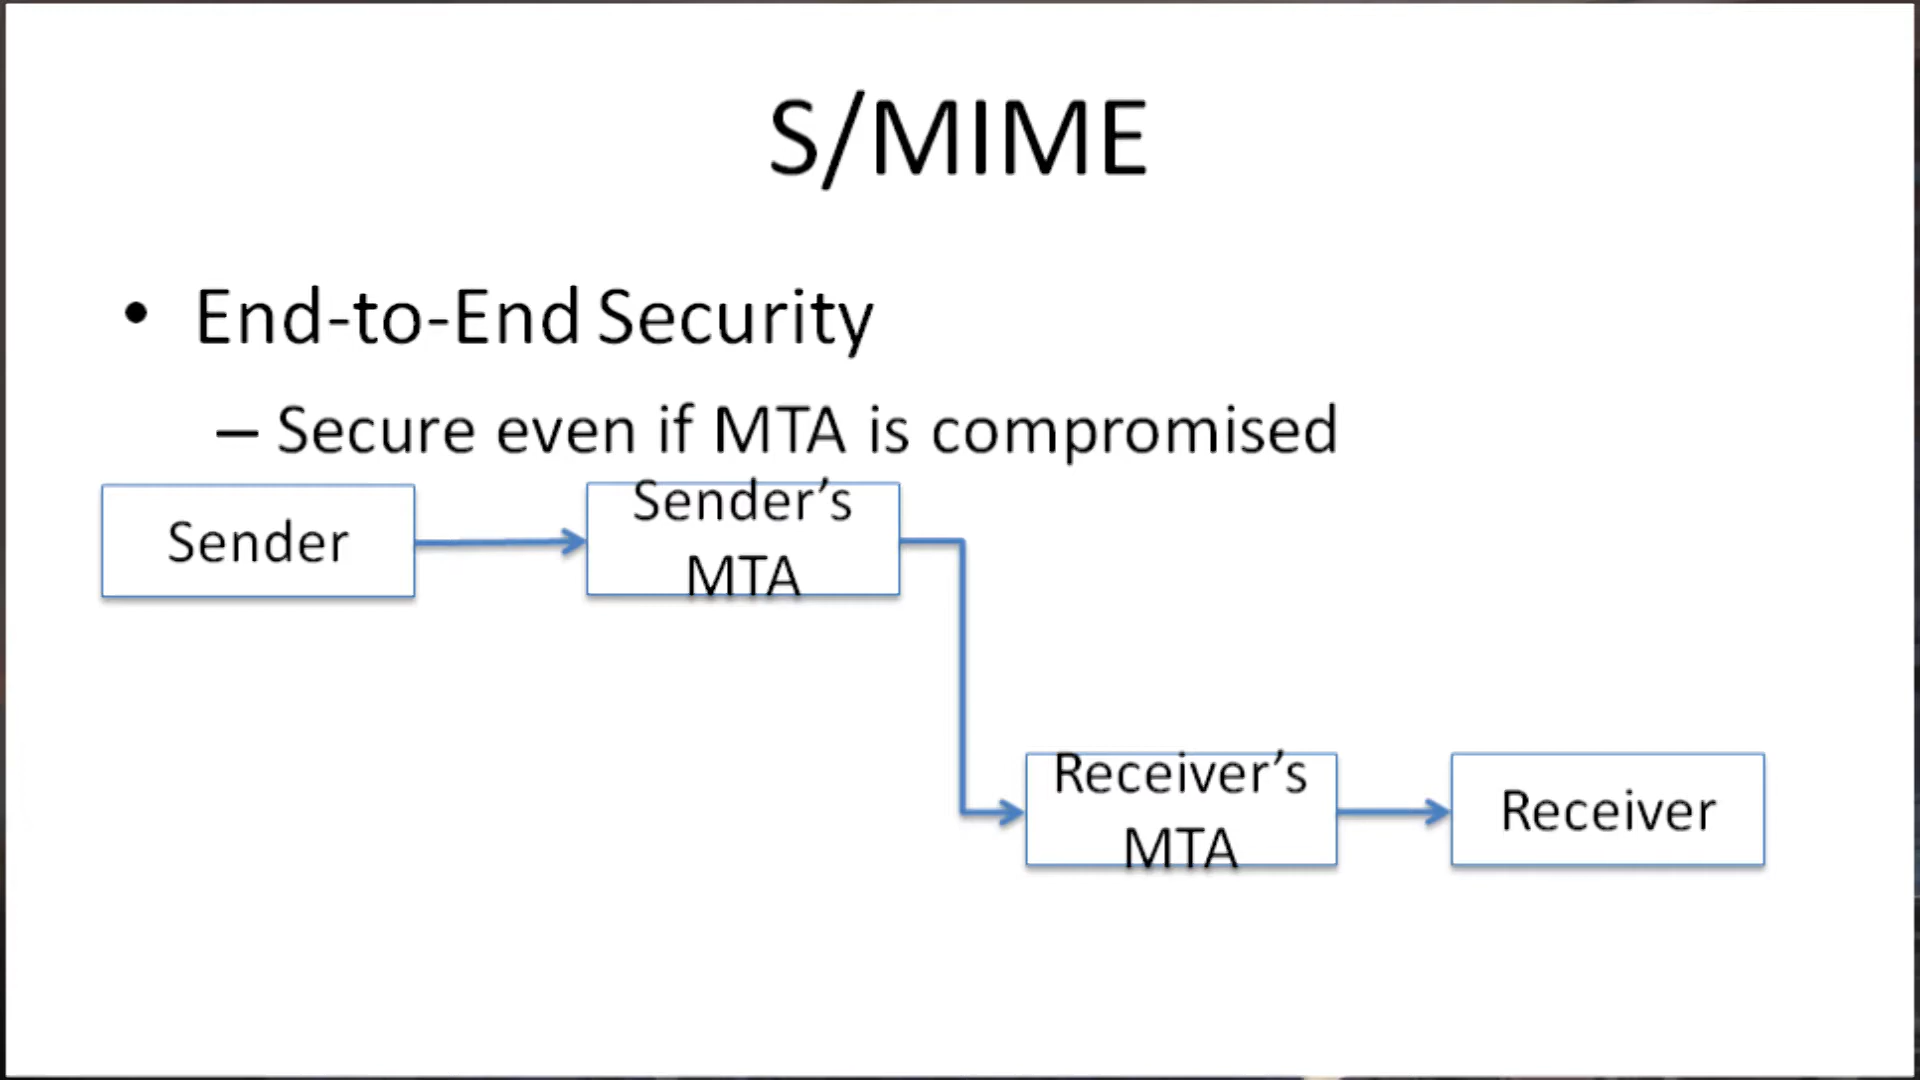 S/MIME
• End-to-End Security
– Secure even if MTA is compromised
Sender
Sender’s
MTA
Receiver’s
MTA
Receiver